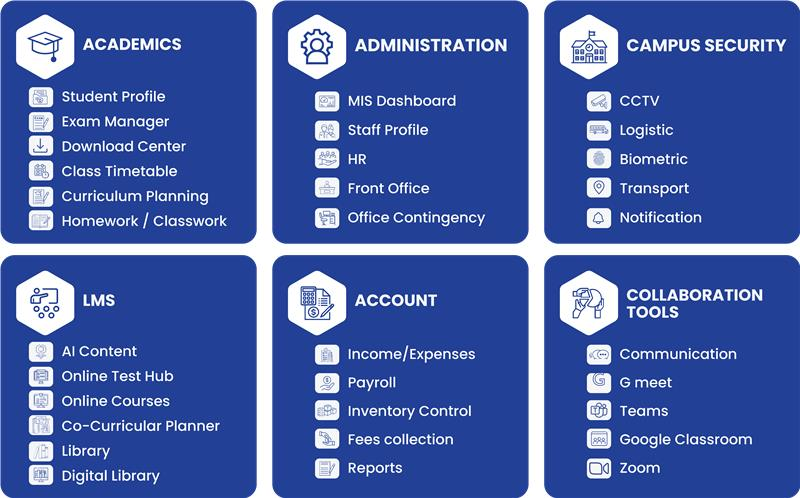 ACADEMICS
Student Profile
Exam Manager
Download Center
Class Timetable
Curriculum Planning
Homework / Classwork
ADMINISTRATION
MIS Dashboard
Staff Profile
HR
Front Office
Office Contingency
CAMPUS SECURITY
CCTV
Logistic
Biometric
Transport
Notification
LMS
AI Content
Online Test Hub
Online Courses
Co-Curricular Planner
Library
Digital Library
ACCOUNT
Income/Expenses
Payroll
Inventory Control
Fees collection
Reports
COLLABORATION
TOOLS
Communication
G meet
Teams
Google Classroom
Zoom